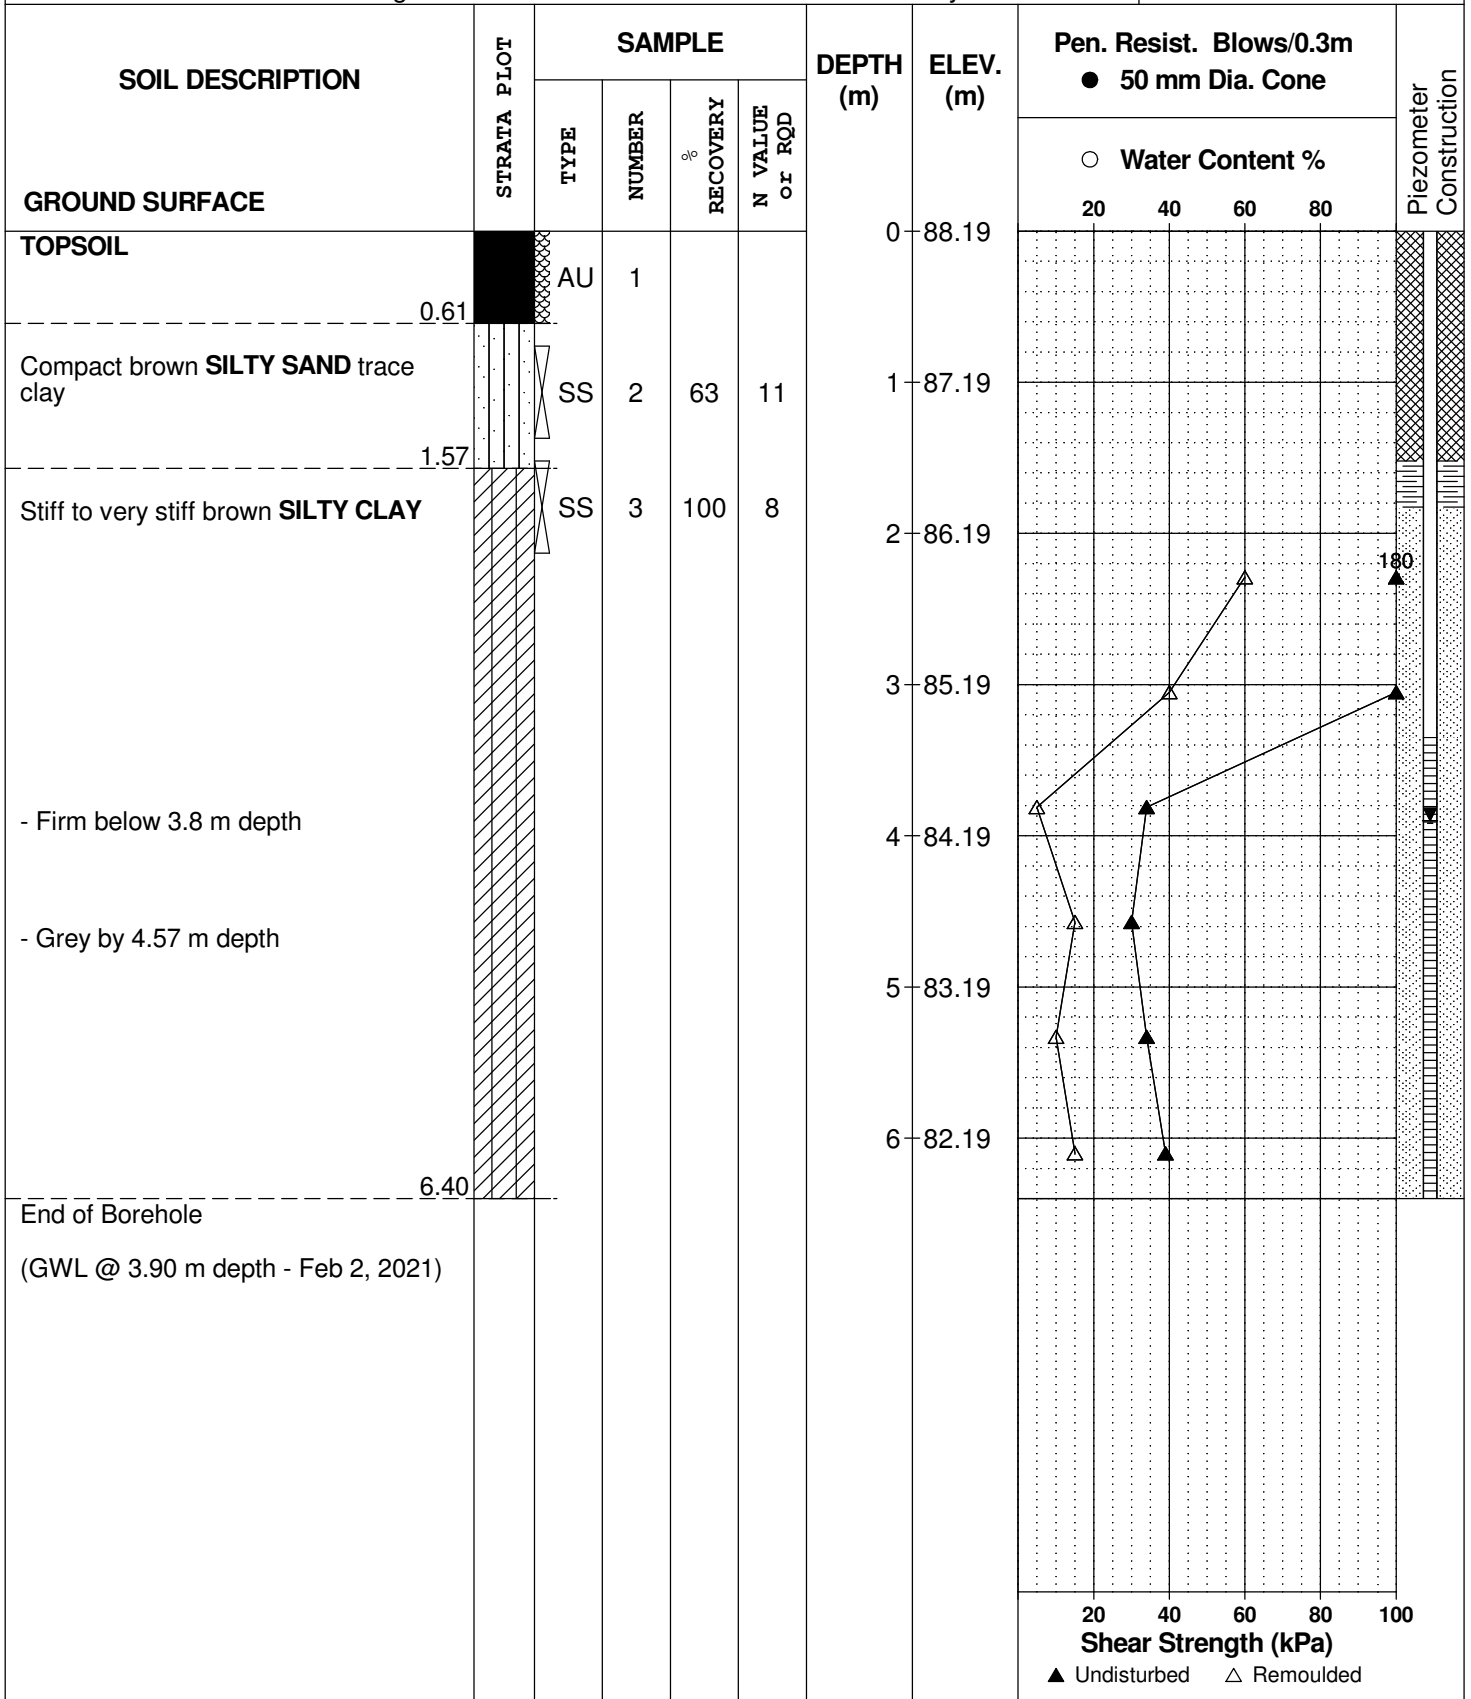 SOIL DESCRIPTION
GROUND SURFACE
STRATA PLOT
SAMPLE
TYPE
NUMBER
% RECOVERY
N VALUE or RQD
DEPTH (m)
ELEV. (m)
Pen. Resist. Blows/0.3m
● 50 mm Dia. Cone
○ Water Content %
20 40 60 80
Piezometer Construction
0 88.19
TOPSOIL
AU 1
0.61
Compact brown SILTY SAND trace
clay
SS 2 63 11
1 87.19
1.57
Stiff to very stiff brown SILTY CLAY
SS 3 100 8
2 86.19
180
3 85.19
- Firm below 3.8 m depth
4 84.19
- Grey by 4.57 m depth
5 83.19
6 82.19
6.40
End of Borehole
(GWL @ 3.90 m depth - Feb 2, 2021)
20 40 60 80 100
Shear Strength (kPa)
▲ Undisturbed △ Remoulded